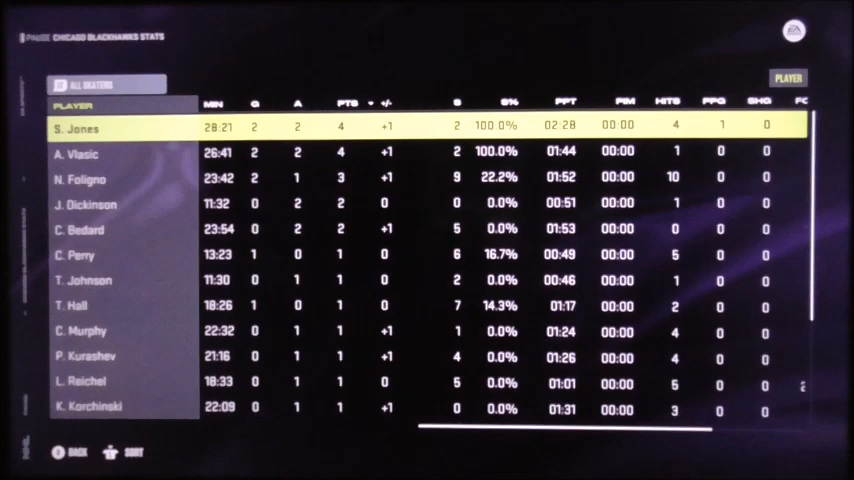 PAUSE CHICAGO BLACKHAWKS STATS
EA
ALL SKATERS
PLAYER
PLAYER MIN G A PTS +/- S S% PPT PIM HITS PPG SHG FO
S. Jones 28:21 2 2 4 +1 2 100.0% 02:28 00:00 4 1 0
A. Vlasic 26:41 2 2 4 +1 2 100.0% 01:44 00:00 1 0 0
N. Foligno 23:42 2 1 3 +1 9 22.2% 01:52 00:00 10 0 0
J. Dickinson 11:32 0 2 2 0 0 0.0% 00:51 00:00 1 0 0
C. Bedard 23:54 0 2 2 +1 5 0.0% 01:53 00:00 0 0 0
C. Perry 13:23 1 0 1 0 6 16.7% 00:49 00:00 5 0 0
T. Johnson 11:30 0 1 1 0 2 0.0% 00:46 00:00 1 0 0
T. Hall 18:26 1 0 1 0 7 14.3% 01:17 00:00 2 0 0
C. Murphy 22:32 0 1 1 +1 1 0.0% 01:24 00:00 4 0 0
P. Kurashev 21:16 0 1 1 +1 4 0.0% 01:26 00:00 4 0 0
L. Reichel 18:33 0 1 1 0 5 0.0% 01:01 00:00 5 0 0 2
K. Korchinski 22:09 0 1 1 +1 0 0.0% 01:31 00:00 3 0 0
BACK SORT